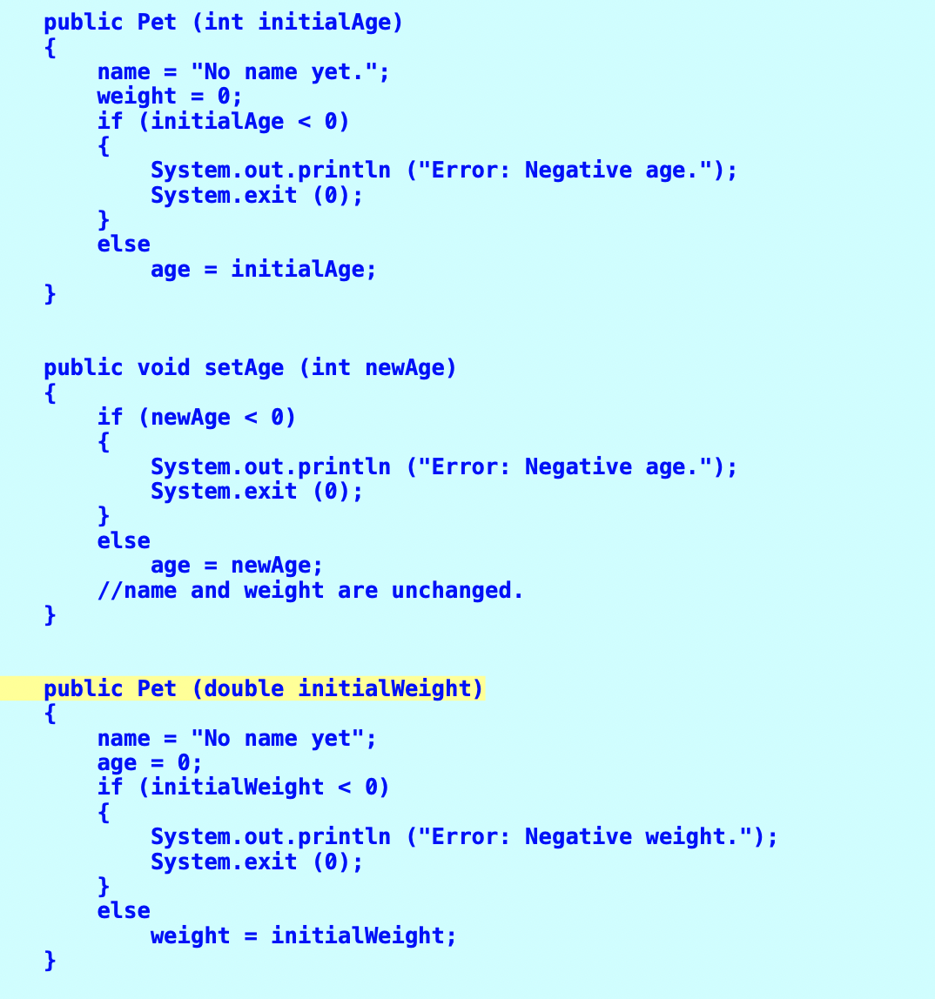 public Pet (int initialAge)
{
    name = "No name yet.";
    weight = 0;
    if (initialAge < 0)
    {
        System.out.println ("Error: Negative age.");
        System.exit (0);
    }
    else
        age = initialAge;
}
public void setAge (int newAge)
{
    if (newAge < 0)
    {
        System.out.println ("Error: Negative age.");
        System.exit (0);
    }
    else
        age = newAge;
    //name and weight are unchanged.
}
public Pet (double initialWeight)
{
    name = "No name yet";
    age = 0;
    if (initialWeight < 0)
    {
        System.out.println ("Error: Negative weight.");
        System.exit (0);
    }
    else
        weight = initialWeight;
}